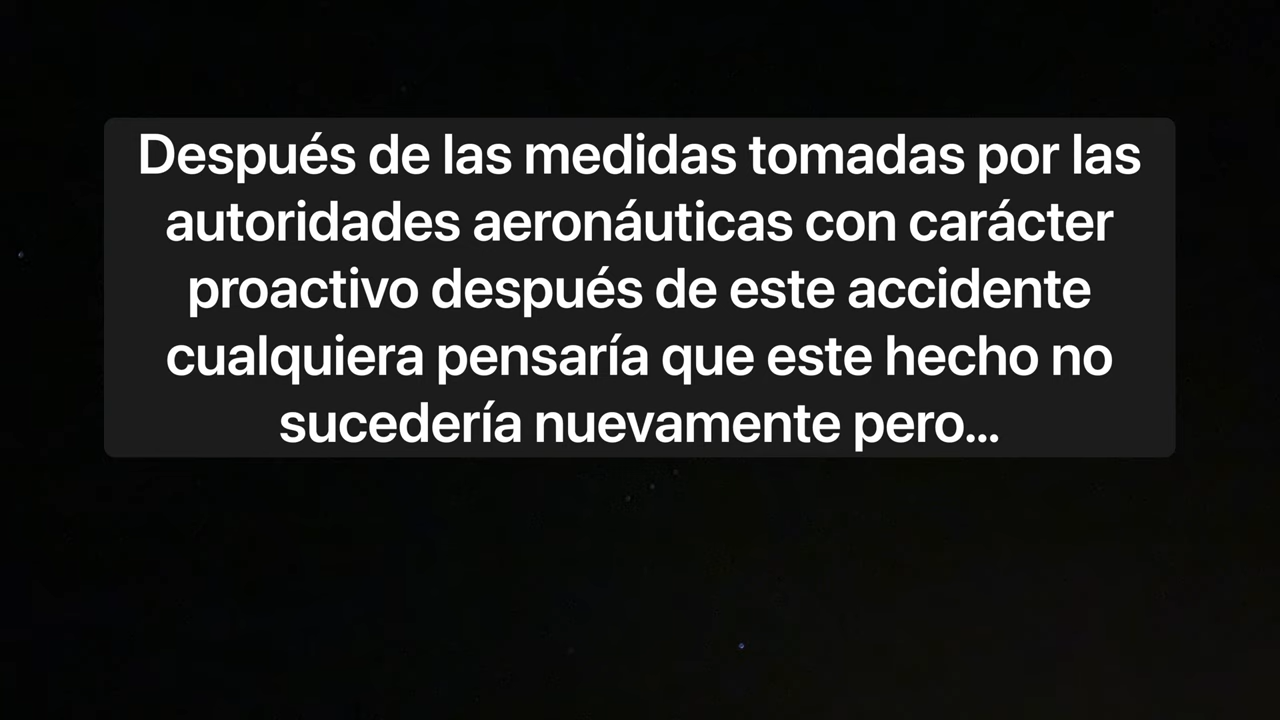 Después de las medidas tomadas por las
autoridades aeronáuticas con carácter
proactivo después de este accidente
cualquiera pensaría que este hecho no
sucedería nuevamente pero...